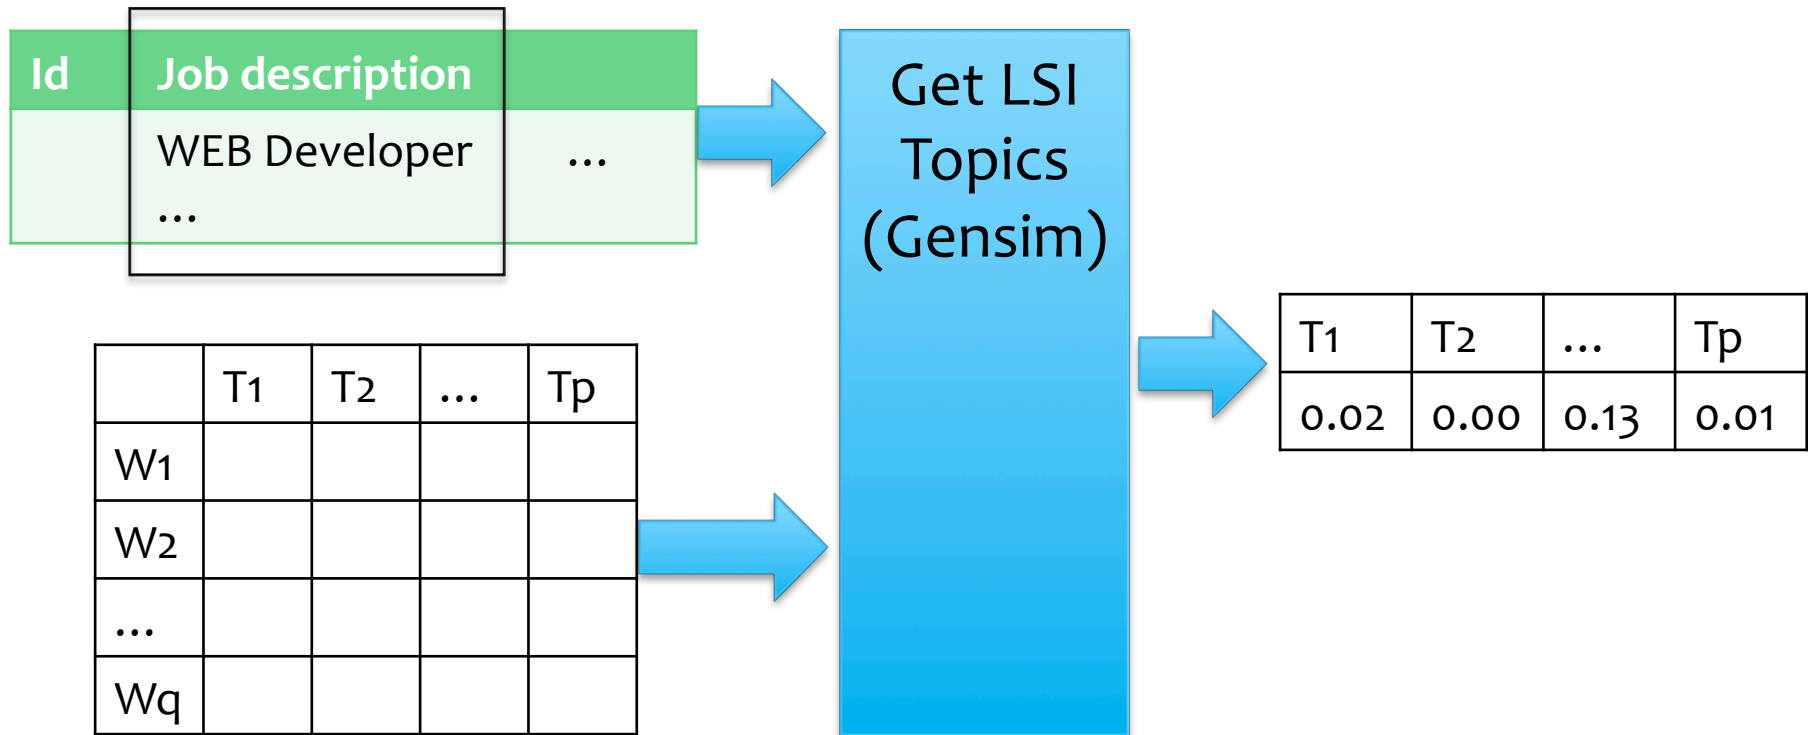 Id Job description
WEB Developer ...
...
Get LSI
Topics
(Gensim)
T1 T2 ... Tp
W1
W2
...
Wq
T1 T2 ... Tp
0.02 0.00 0.13 0.01